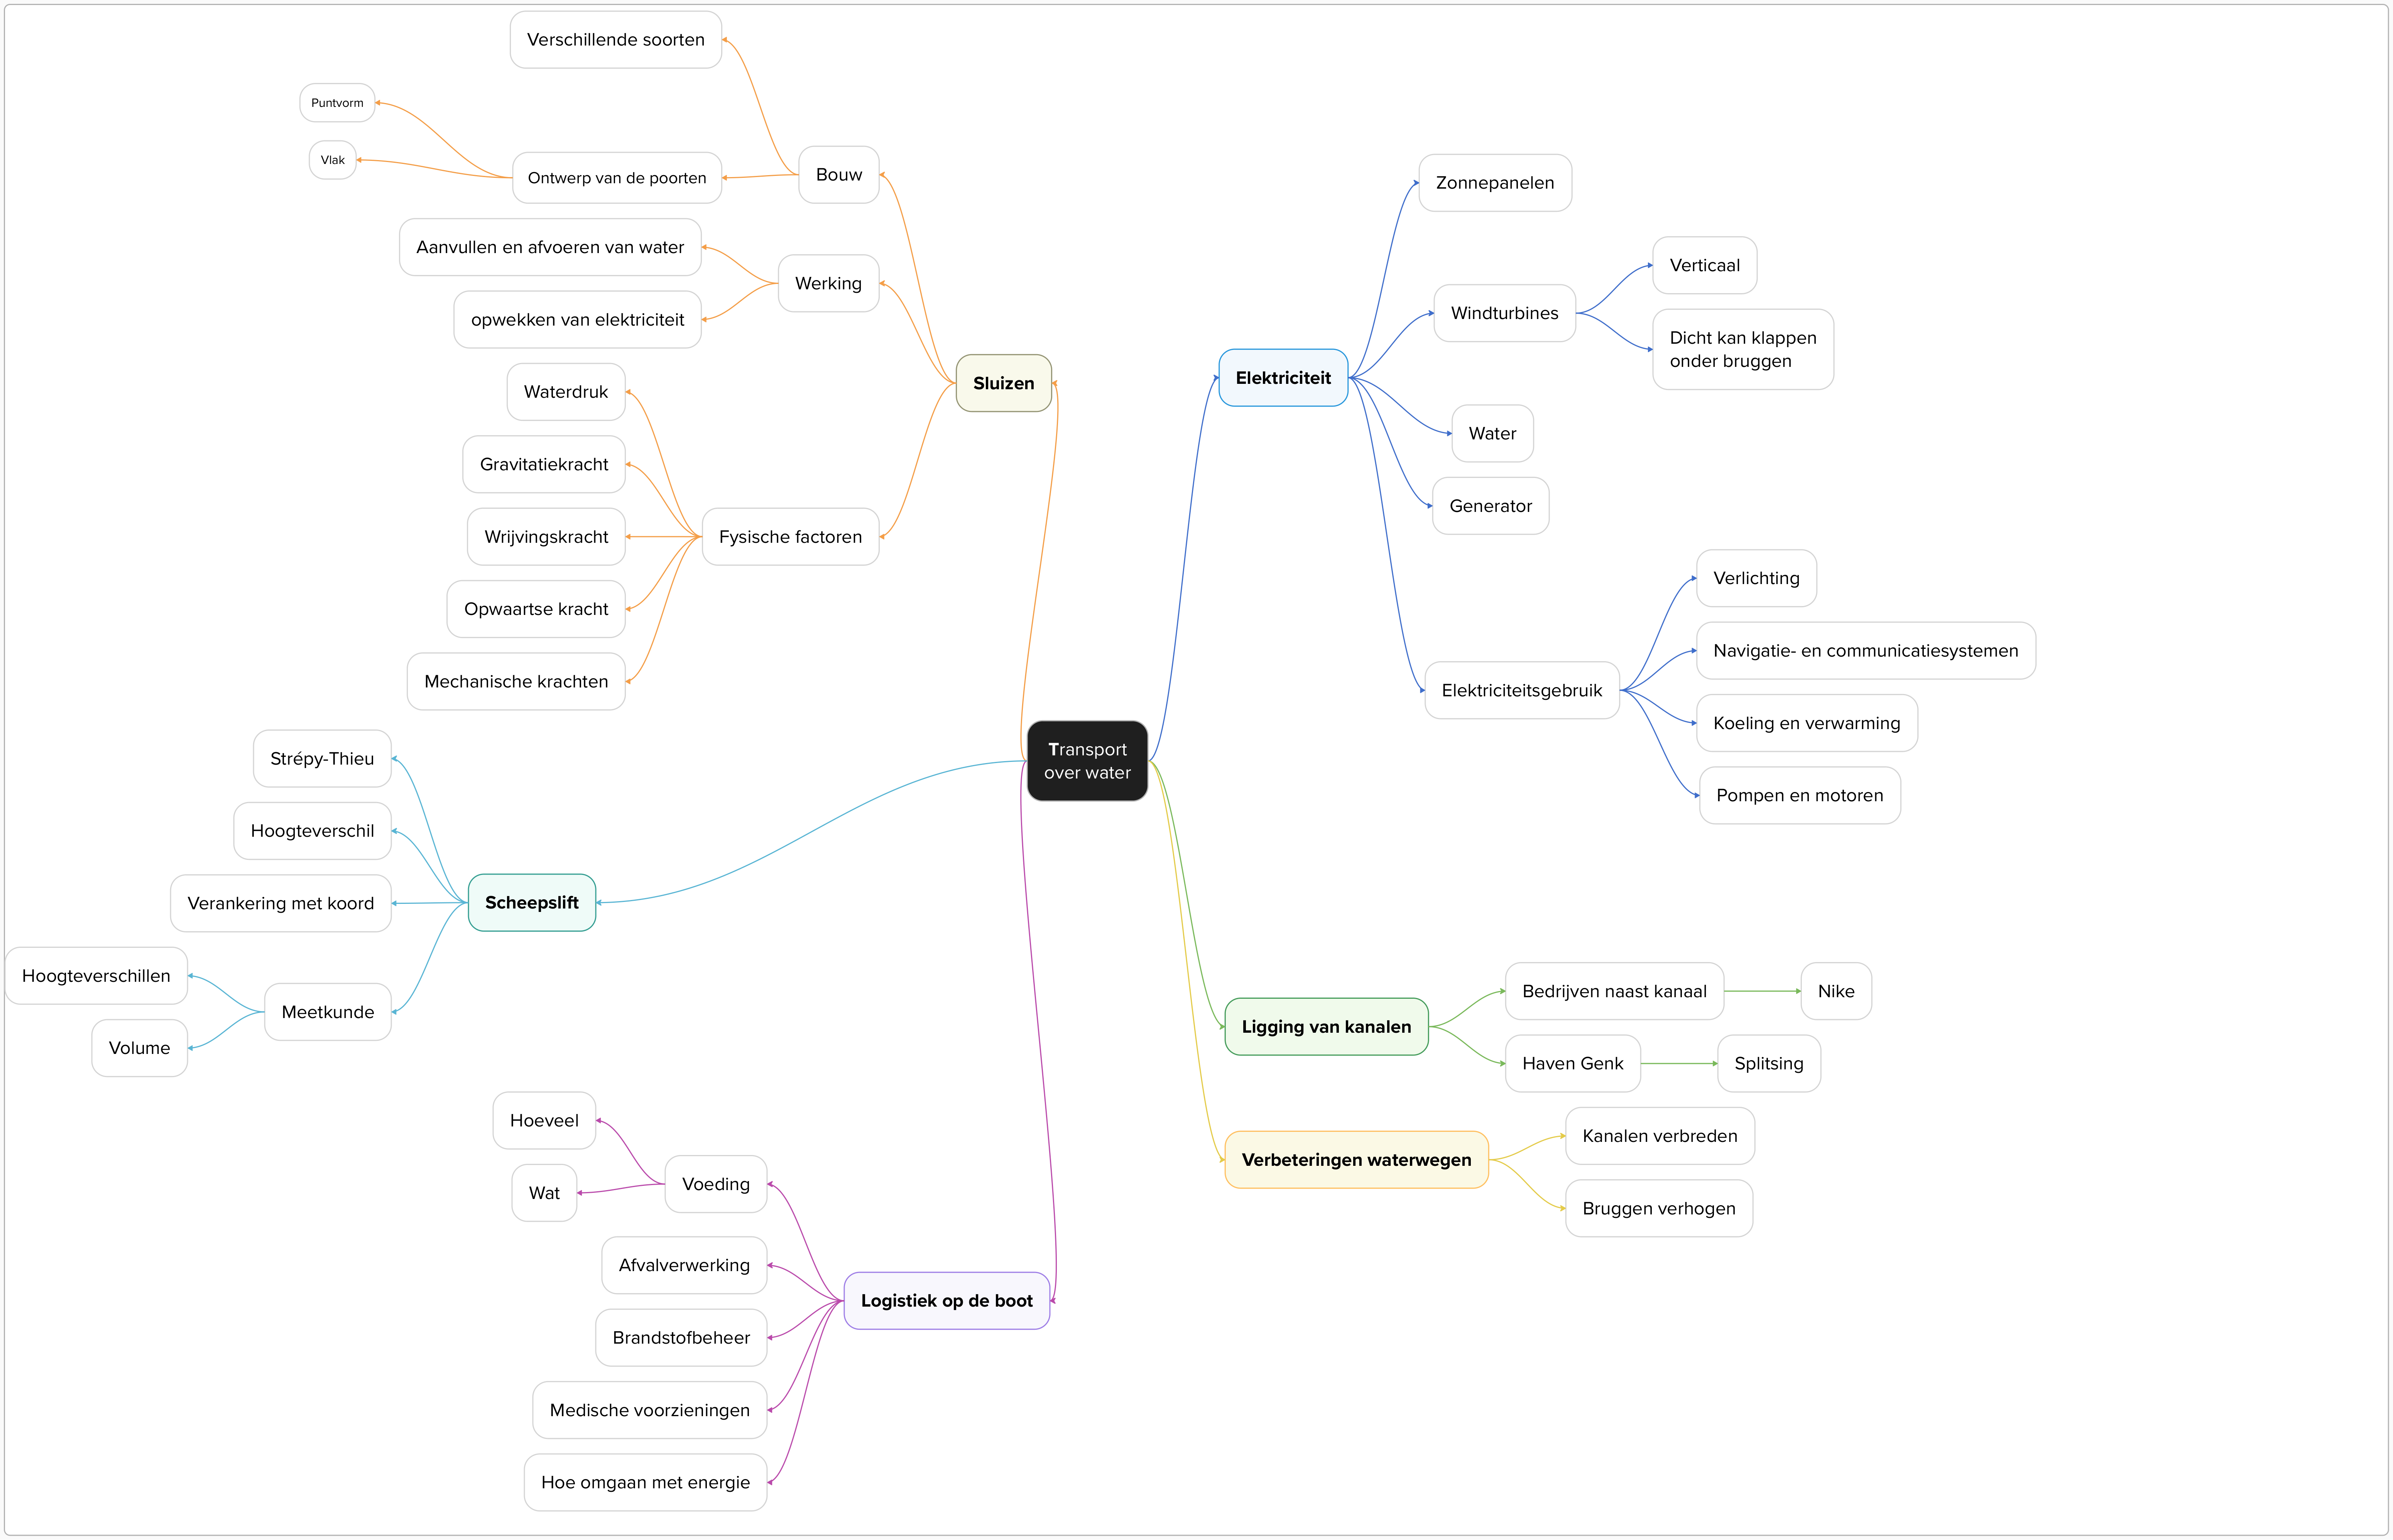 Verschillende soorten
Puntvorm
Vlak
Ontwerp van de poorten
Bouw
Aanvullen en afvoeren van water
Werking
opwekken van elektriciteit
Sluizen
Waterdruk
Gravitatiekracht
Wrijvingskracht
Fysische factoren
Opwaartse kracht
Mechanische krachten
Transport
over water
Strépy-Thieu
Hoogteverschil
Verankering met koord
Scheepslift
Hoogteverschillen
Meetkunde
Volume
Hoeveel
Wat
Voeding
Afvalverwerking
Logistiek op de boot
Brandstofbeheer
Medische voorzieningen
Hoe omgaan met energie
Zonnepanelen
Verticaal
Windturbines
Dicht kan klappen
onder bruggen
Elektriciteit
Water
Generator
Verlichting
Navigatie- en communicatiesystemen
Elektriciteitsgebruik
Koeling en verwarming
Pompen en motoren
Bedrijven naast kanaal
Nike
Ligging van kanalen
Haven Genk
Splitsing
Kanalen verbreden
Verbeteringen waterwegen
Bruggen verhogen